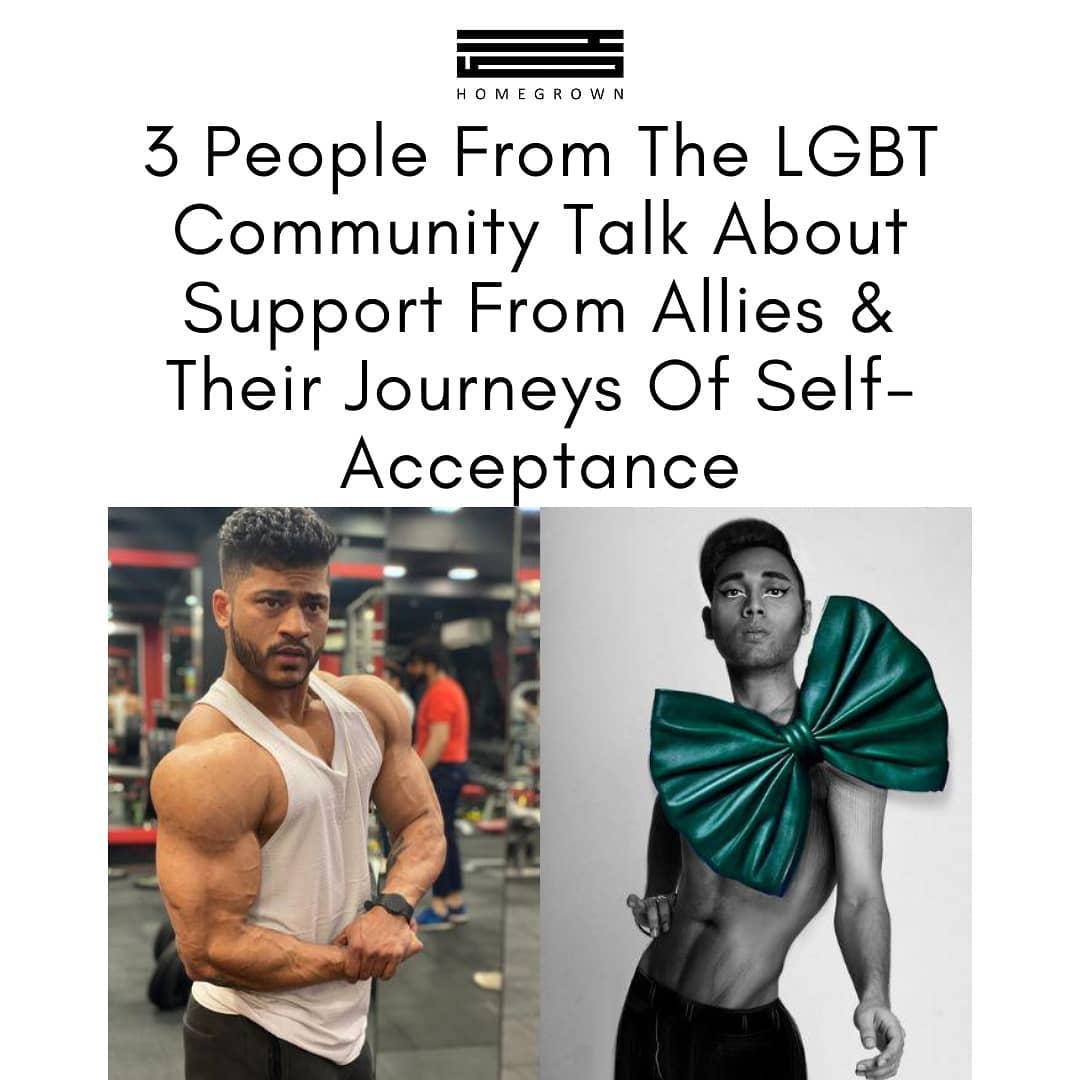 HOMEGROWN
3 People From The LGBT
Community Talk About
Support From Allies &
Their Journeys Of Self-
Acceptance